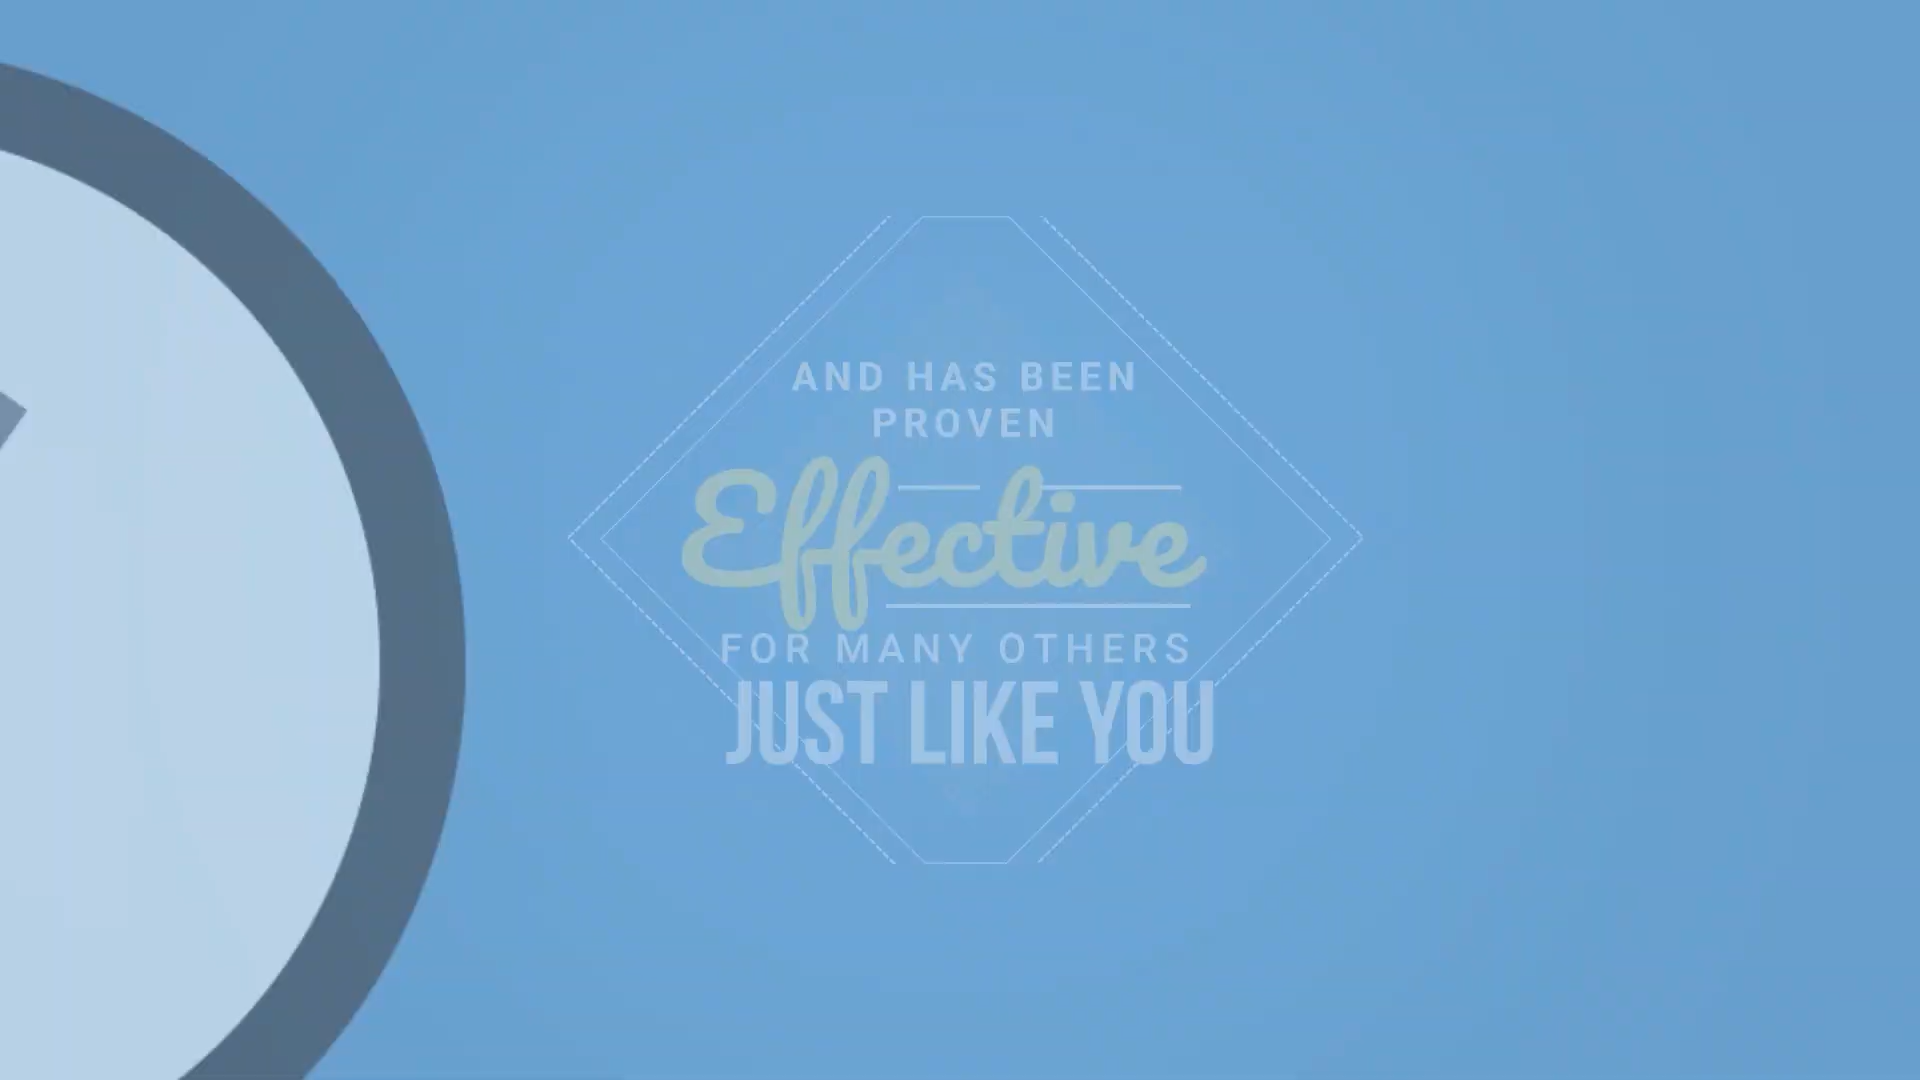 AND HAS BEEN
PROVEN
Effective
FOR MANY OTHERS
JUST LIKE YOU